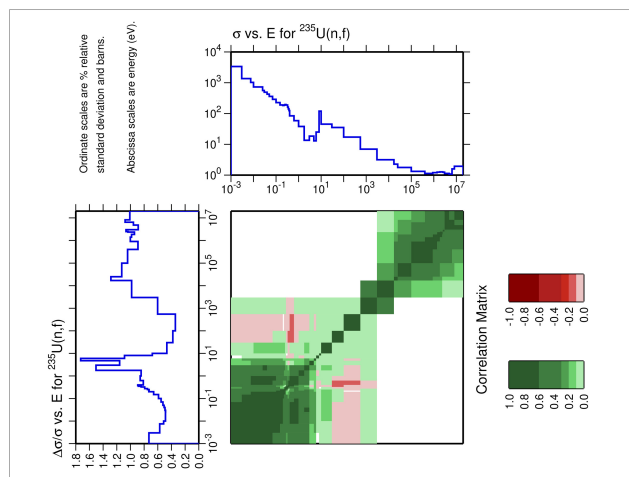 Ordinate scales are % relative
standard deviation and barns.
Abscissa scales are energy (eV).
σ vs. E for ²³⁵U(n,f)
10⁴
10³
10²
10¹
10⁰
10⁻³ 10⁻¹ 10¹ 10³ 10⁵ 10⁷
Δσ/σ vs. E for ²³⁵U(n,f)
10⁷
10⁵
10³
10¹
10⁻¹
10⁻³
1.8 1.6 1.4 1.2 1.0 0.8 0.6 0.4 0.2 0.0
Correlation Matrix
-1.0 -0.8 -0.6 -0.4 -0.2 0.0
1.0 0.8 0.6 0.4 0.2 0.0